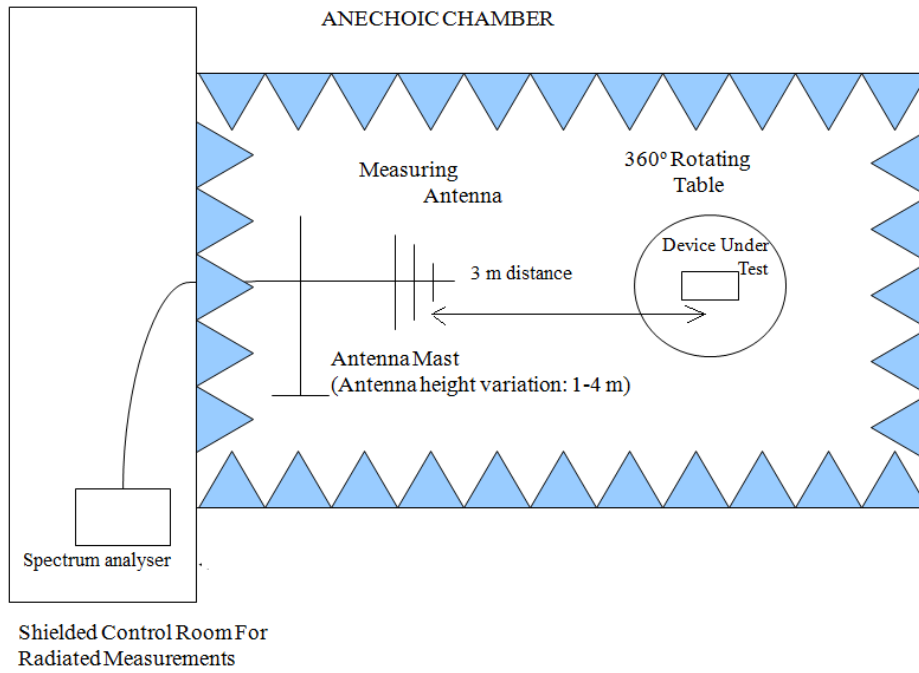 ANECHOIC CHAMBER
Measuring
Antenna
360º Rotating
Table
Device Under
Test
3 m distance
Antenna Mast
(Antenna height variation: 1-4 m)
Spectrum analyser
Shielded Control Room For
Radiated Measurements